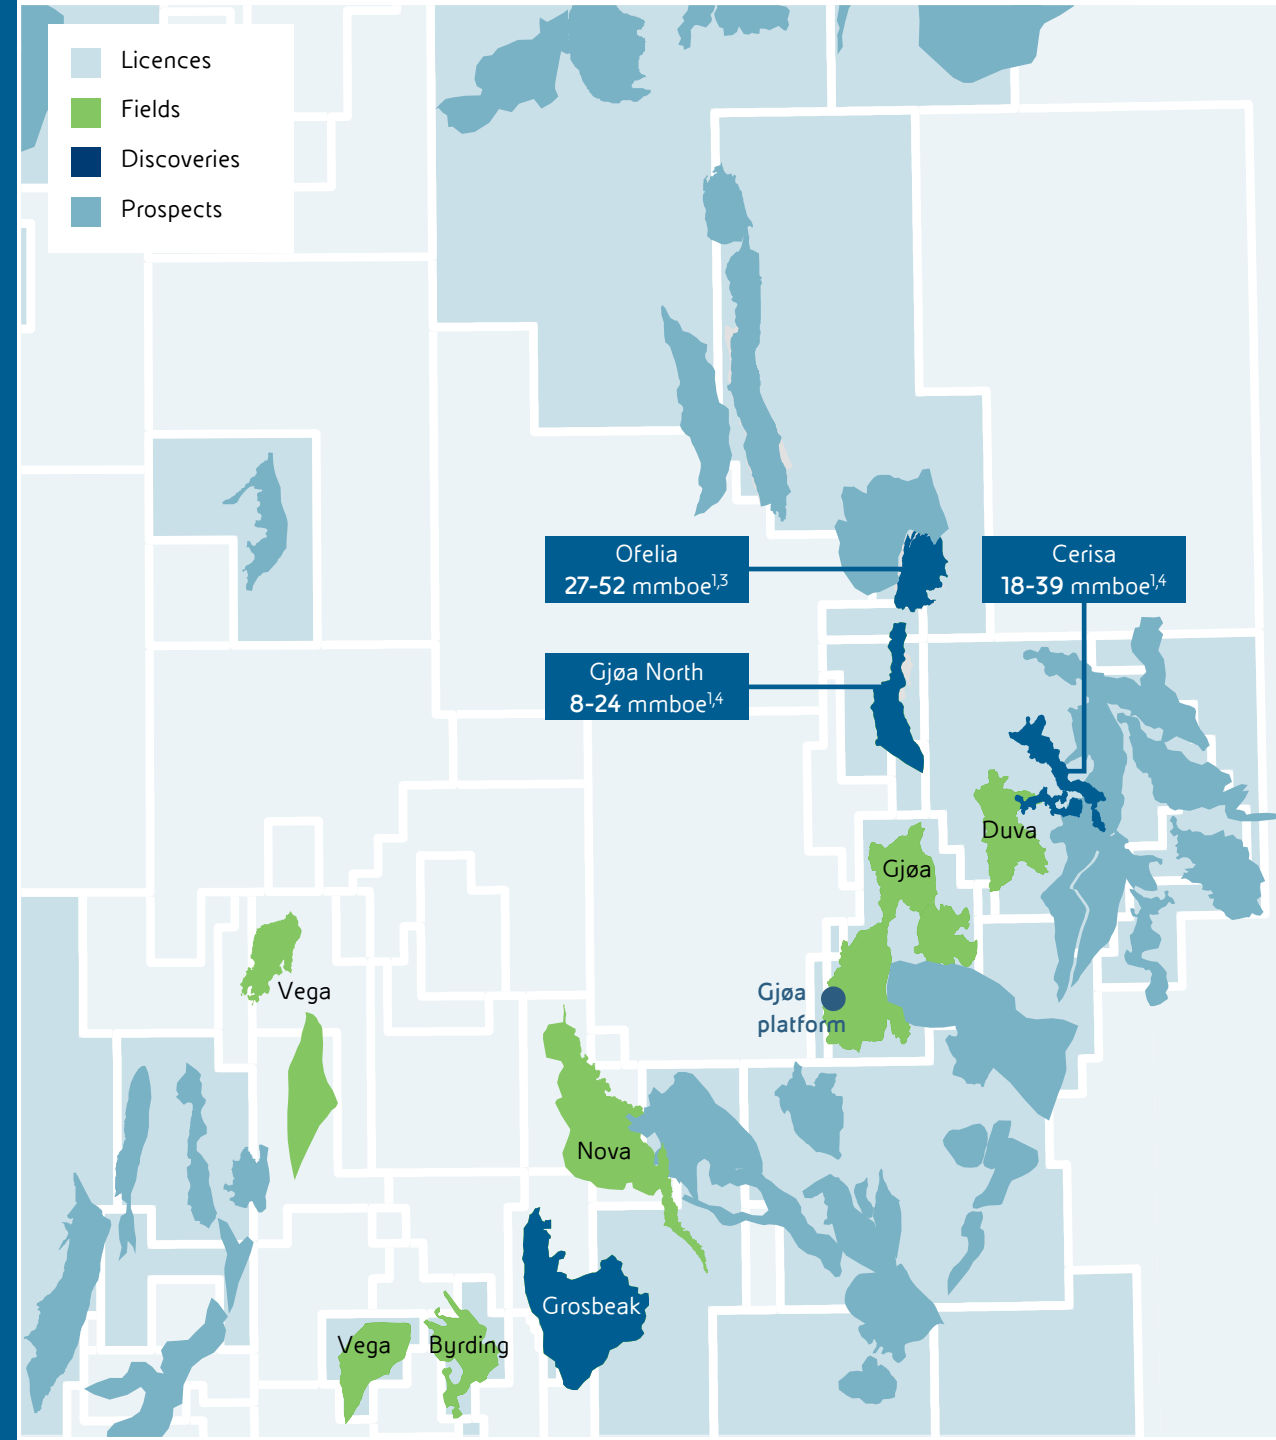 Licences
Fields
Discoveries
Prospects
Ofelia
27-52 mmboe1,3
Cerisa
18-39 mmboe1,4
Gjøa North
8-24 mmboe1,4
Duva
Gjøa
Vega
Gjøa
platform
Nova
Grosbeak
Vega
Byrding